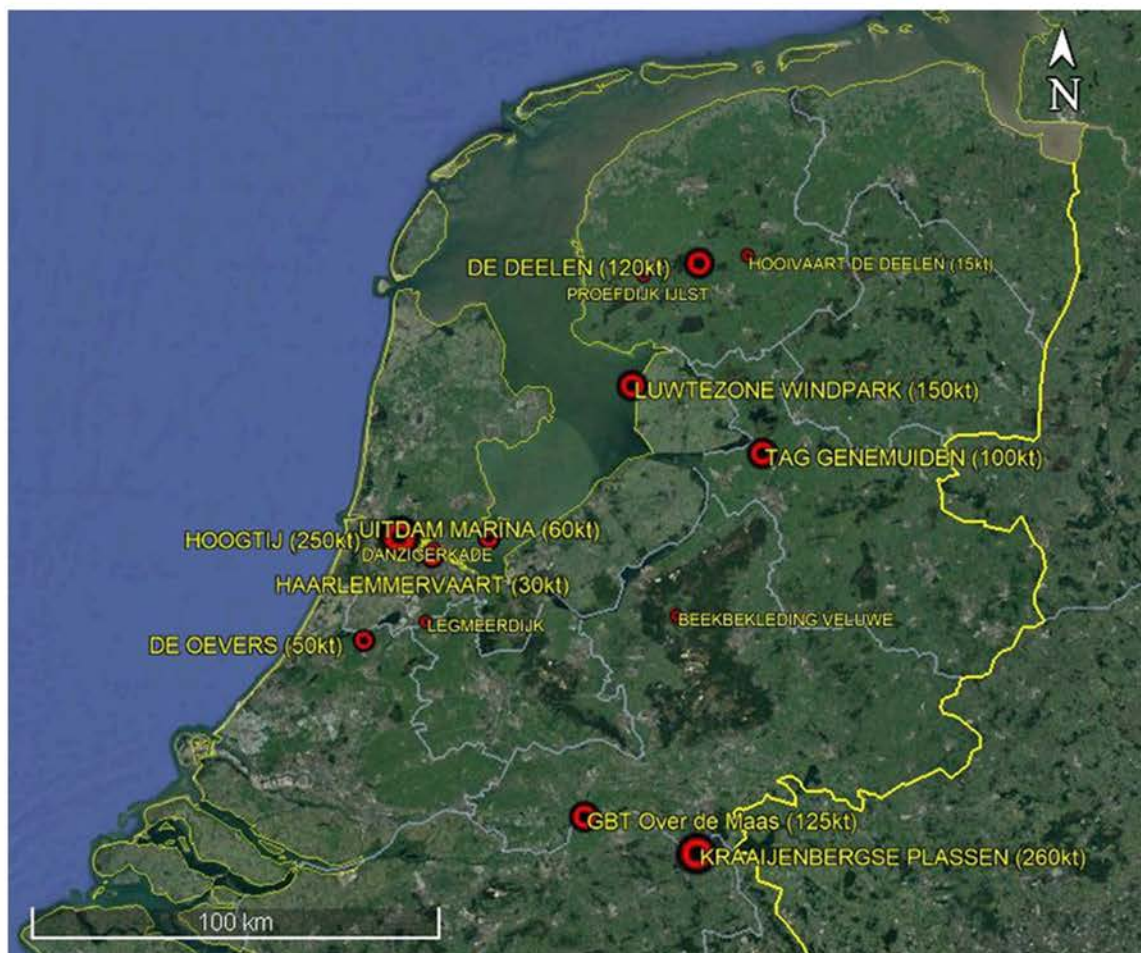 N
DE DEELEN (120kt)
HOOIVAART DE DEELEN (15kt)
PROEFDIJK IJLST
LUWTEZONE WINDPARK (150kt)
TAG GENEMUIDEN (100kt)
UITDAM MARINA (60kt)
HOOGTIJ (250kt)
DANZIGERKADE
HAARLEMMERVAART (30kt)
LEGMEERDIJK
BEEKBEKLEDING VELUWE
DE OEVERS (50kt)
GBT Over de Maas (125kt)
KRAAIJENBERGSE PLASSEN (260kt)
100 km